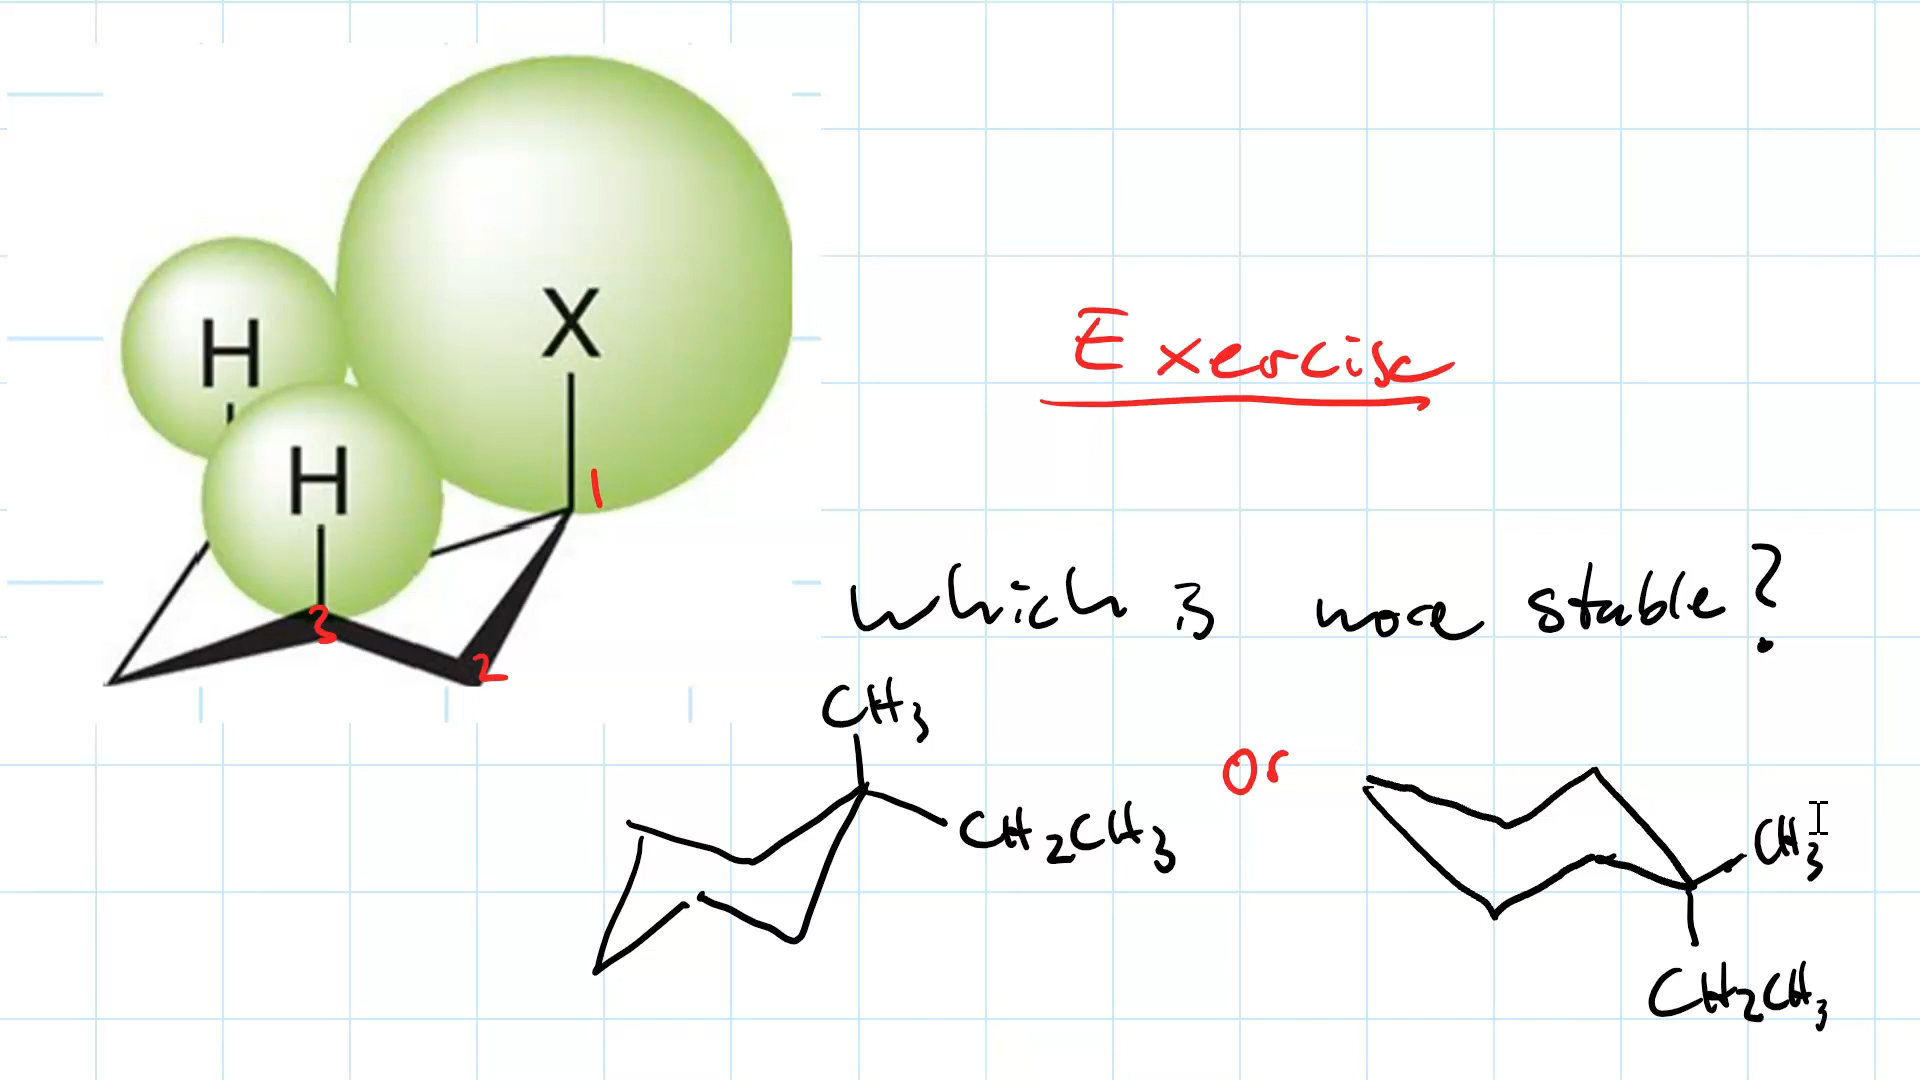 H
X
H
1
3
2
Exercise
Which is more stable?
CH3
CH2CH3
or
CH3
CH2CH3